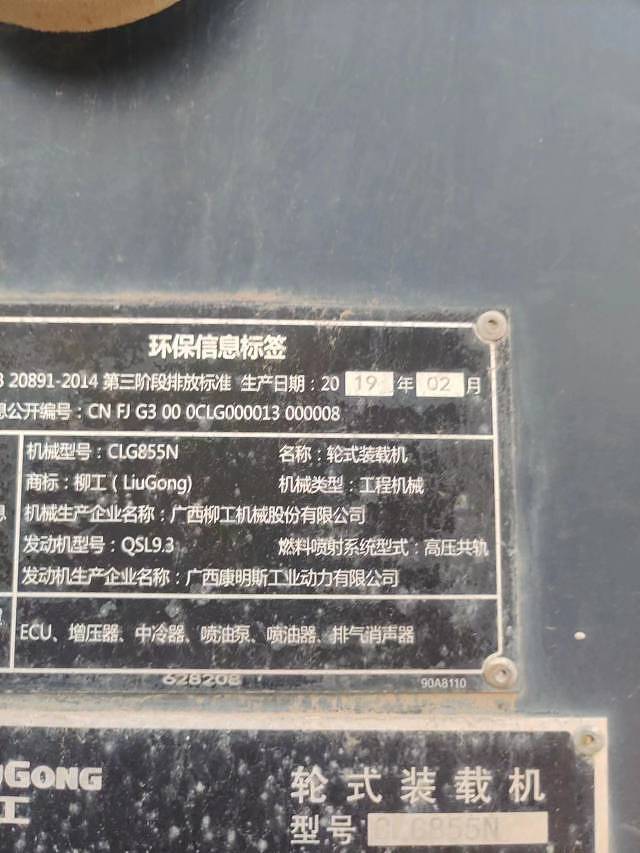 环保信息标签
20891-2014 第三阶段排放标准 生产日期：20 19 年 02 月
公开编号：CN FJ G3 00 0CLG000013 000008
机械型号：CLG855N 名称：轮式装载机
商标：柳工（LiuGong) 机械类型：工程机械
机械生产企业名称：广西柳工机械股份有限公司
发动机型号：QSL9.3 燃料喷射系统型式：高压共轨
发动机生产企业名称：广西康明斯工业动力有限公司
ECU、增压器、中冷器、喷油泵、喷油器、排气消声器
628208 90A8110
GONG 轮式装载机
工 型号 CLG855N